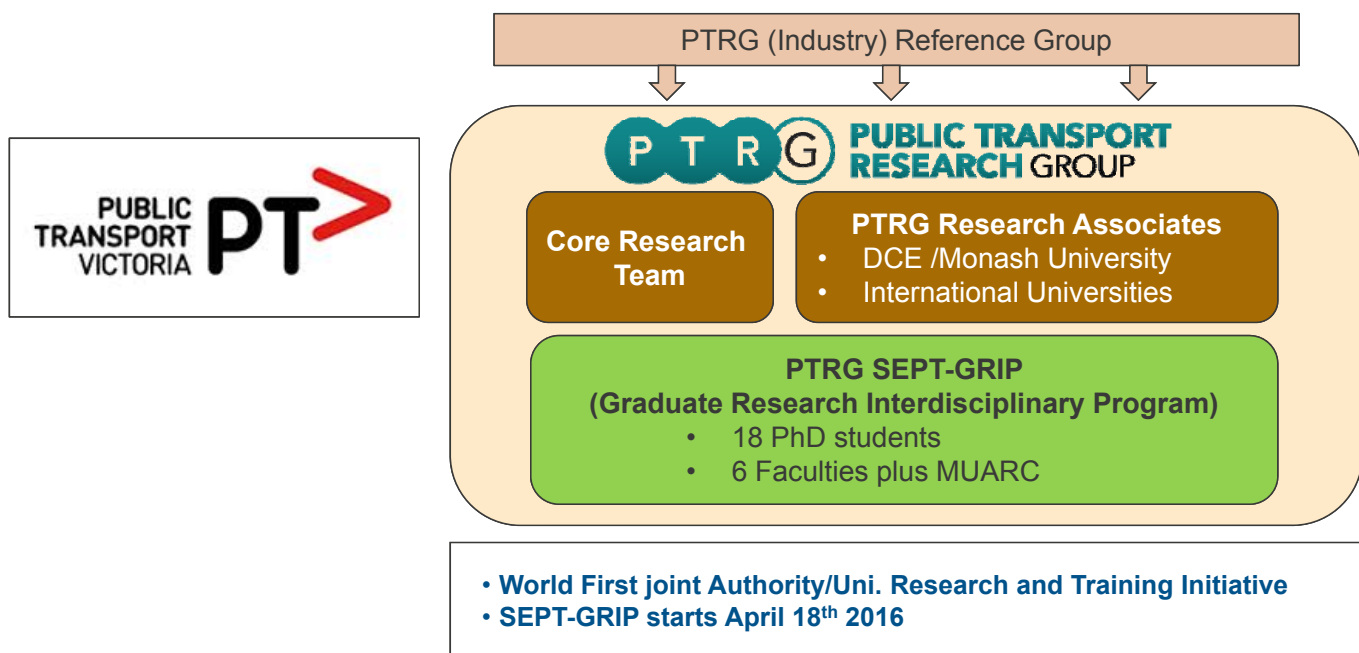 PTRG (Industry) Reference Group
PUBLIC
TRANSPORT
VICTORIA
PT>
PTRG
PUBLIC TRANSPORT
RESEARCH GROUP
Core Research
Team
PTRG Research Associates
• DCE /Monash University
• International Universities
PTRG SEPT-GRIP
(Graduate Research Interdisciplinary Program)
• 18 PhD students
• 6 Faculties plus MUARC
• World First joint Authority/Uni. Research and Training Initiative
• SEPT-GRIP starts April 18th 2016